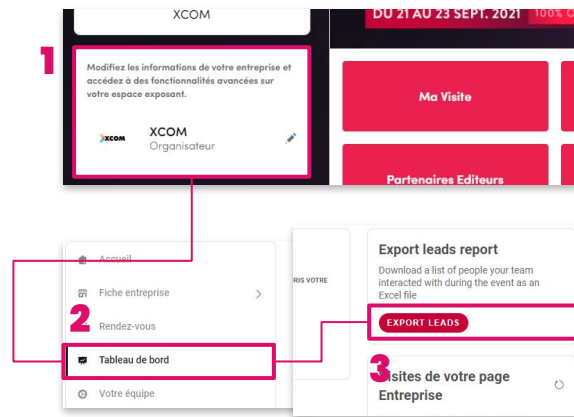 XCOM
DU 21 AU 23 SEPT. 2021
1
Modifiez les informations de votre entreprise et
accédez à des fonctionnalités avancées sur
votre espace exposant.
XCOM
XCOM
Organisateur
Ma Visite
Partenaires Editeurs
Accueil
Fiche entreprise
2
Rendez-vous
Tableau de bord
Votre équipe
RIS VOTRE
Export leads report
Download a list of people your team
interacted with during the event as an
Excel file
EXPORT LEADS
3
Visites de votre page
Entreprise